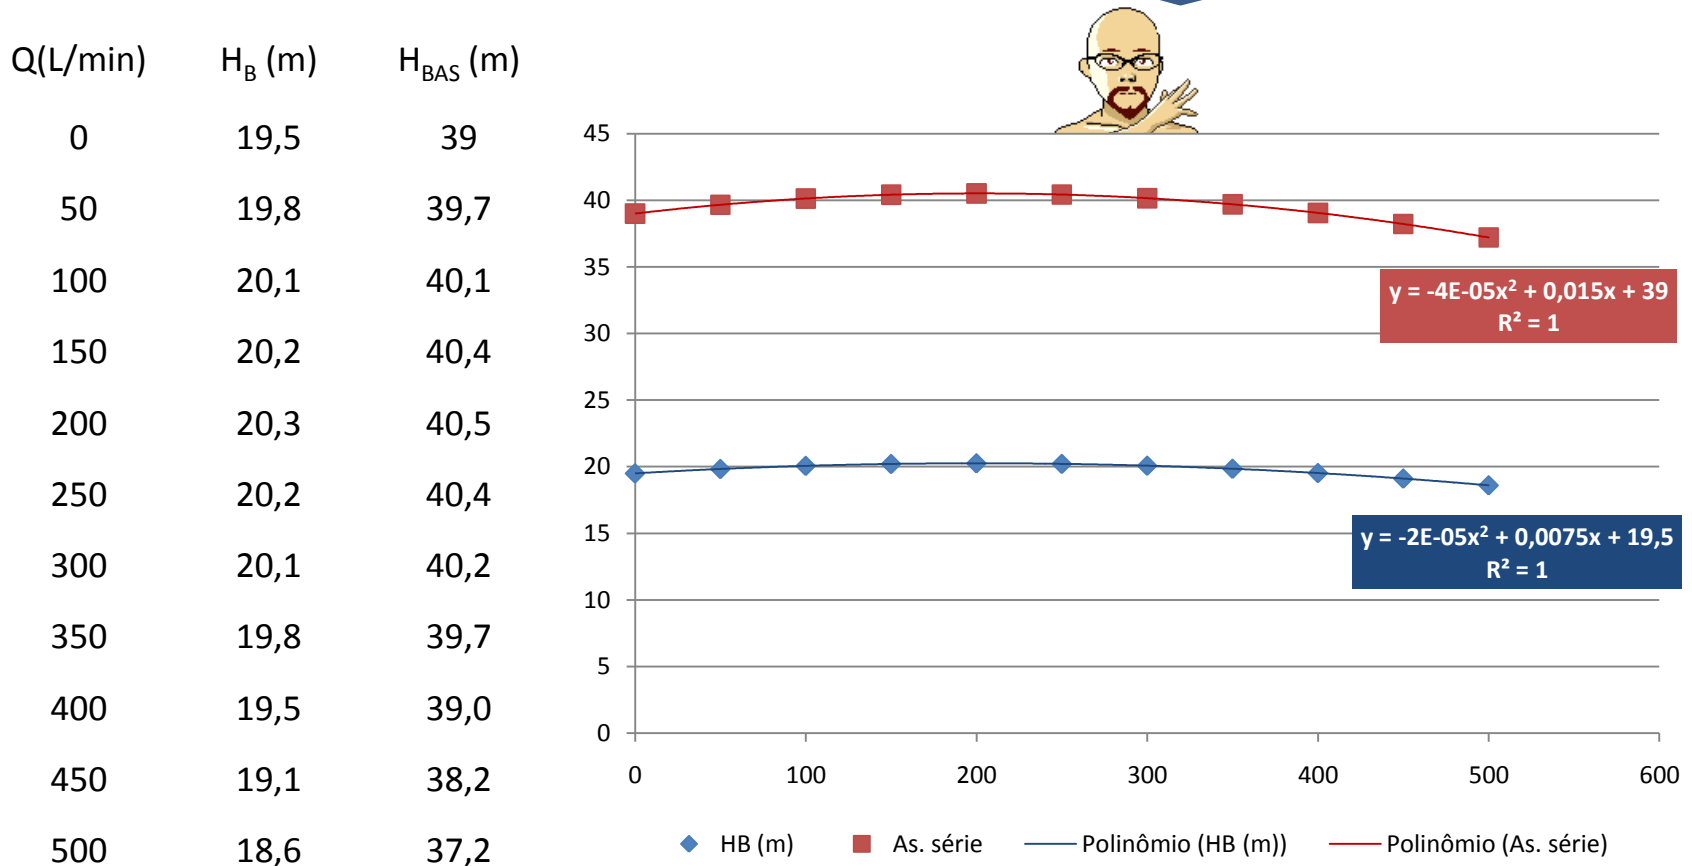 Q(L/min) H_B (m) H_BAS (m)
0 19,5 39
50 19,8 39,7
100 20,1 40,1
150 20,2 40,4
200 20,3 40,5
250 20,2 40,4
300 20,1 40,2
350 19,8 39,7
400 19,5 39,0
450 19,1 38,2
500 18,6 37,2
45
40
35
30
25
20
15
10
5
0
0 100 200 300 400 500 600
y = -4E-05x² + 0,015x + 39
R² = 1
y = -2E-05x² + 0,0075x + 19,5
R² = 1
HB (m) As. série Polinômio (HB (m)) Polinômio (As. série)